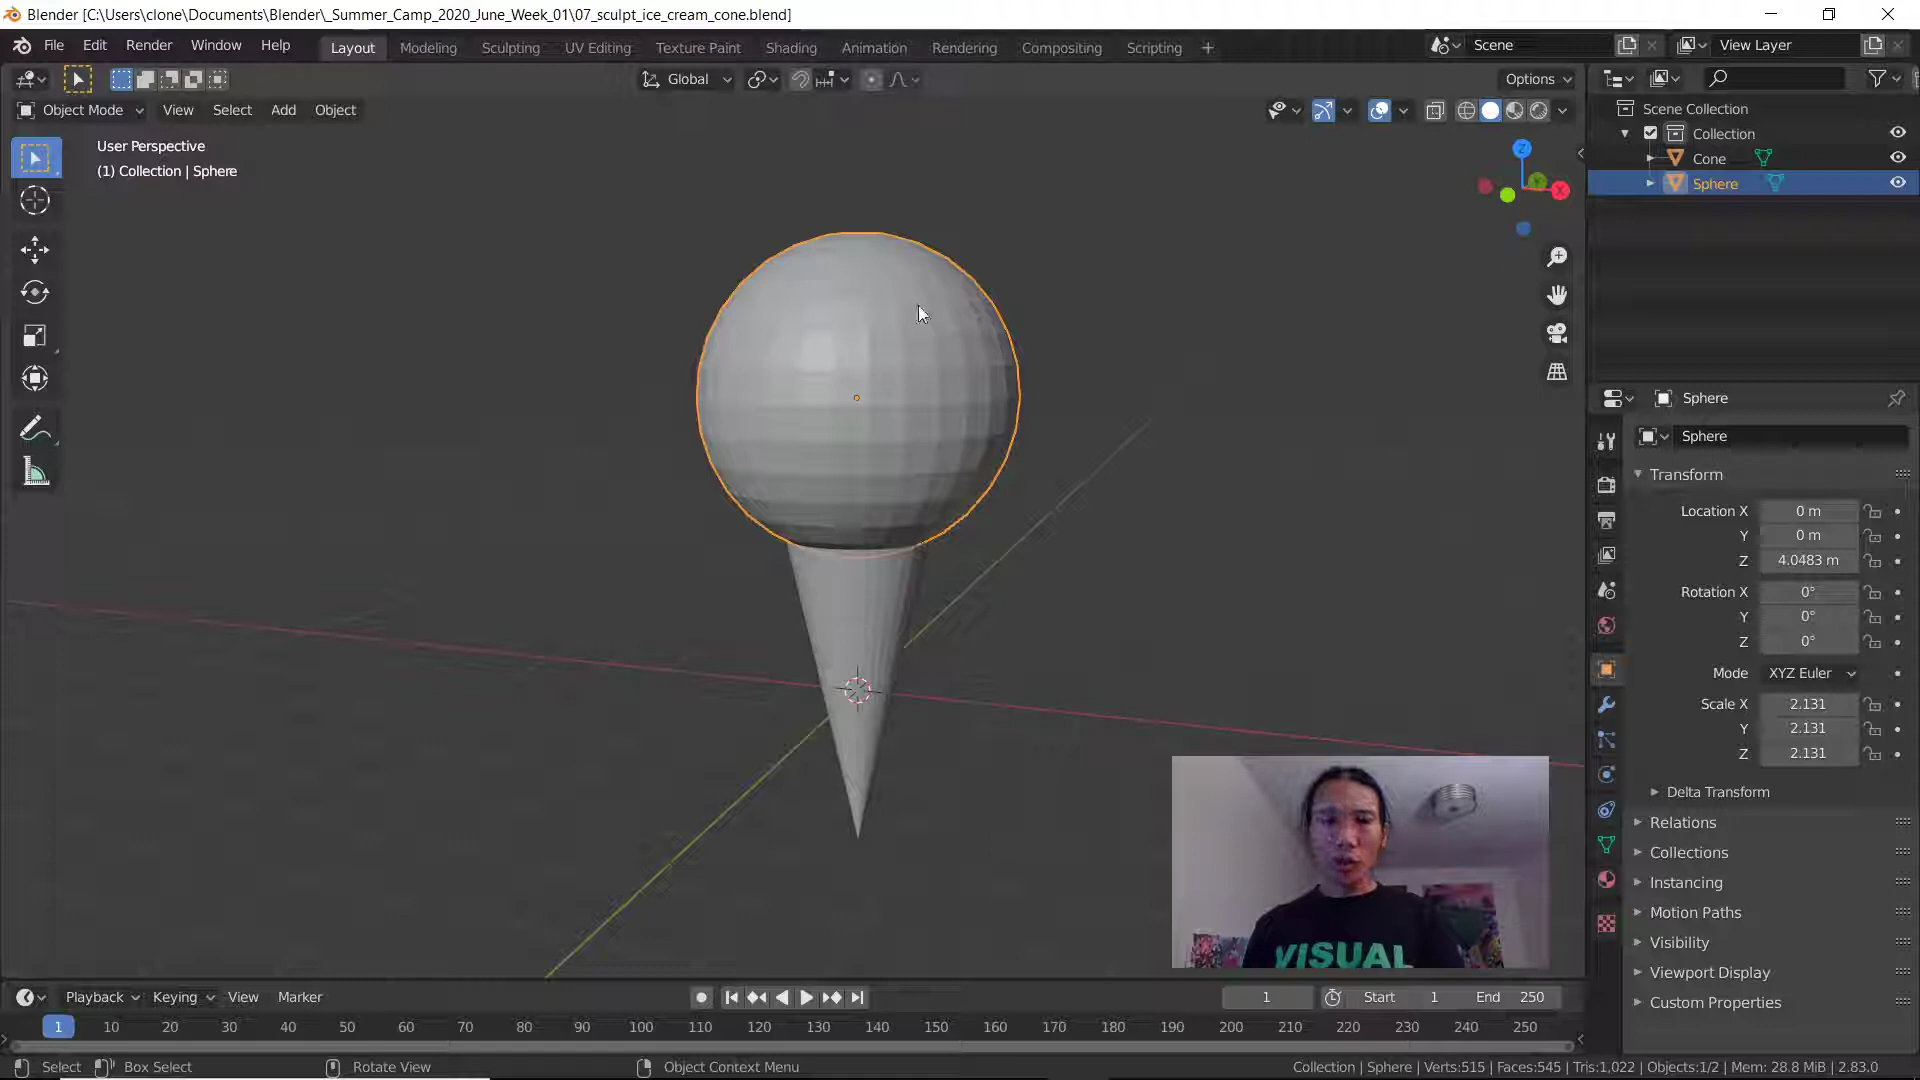 Blender [C:\Users\clone\Documents\Blender\_Summer_Camp_2020_June_Week_01\07_sculpt_ice_cream_cone.blend]
File Edit Render Window Help Layout Modeling Sculpting UV Editing Texture Paint Shading Animation Rendering Compositing Scripting + Scene View Layer
Global Options
Object Mode View Select Add Object
User Perspective
(1) Collection | Sphere
Z
X
Scene Collection
Collection
Cone
Sphere
Sphere
Sphere
Transform
Location X 0 m
Y 0 m
Z 4.0483 m
Rotation X 0°
Y 0°
Z 0°
Mode XYZ Euler
Scale X 2.131
Y 2.131
Z 2.131
Delta Transform
Relations
Collections
Instancing
Motion Paths
Visibility
Viewport Display
Custom Properties
VISUAL
Playback Keying View Marker 1 Start 1 End 250
1 10 20 30 40 50 60 70 80 90 100 110 120 130 140 150 160 170 180 190 200 210 220 230 240 250
Select Box Select Rotate View Object Context Menu Collection | Sphere | Verts:515 | Faces:545 | Tris:1,022 | Objects:1/2 | Mem: 28.8 MiB | 2.83.0